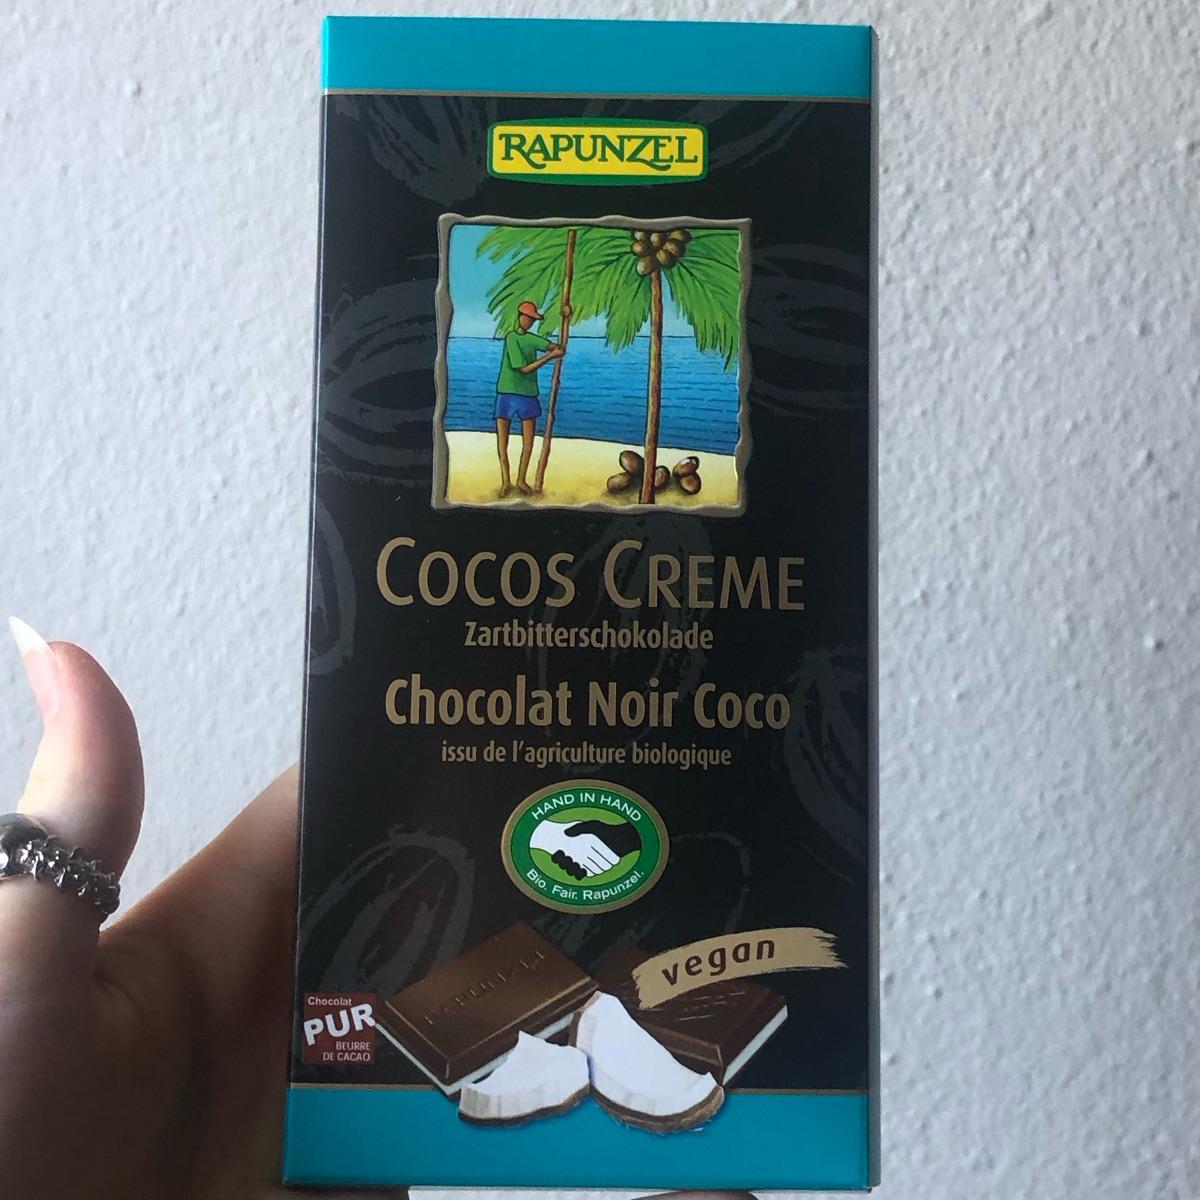 RAPUNZEL
COCOS CREME
Zartbitterschokolade
Chocolat Noir Coco
issu de l'agriculture biologique
HAND IN HAND
Bio. Fair. Rapunzel.
vegan
RAPUNZEL
Chocolat
PUR
BEURRE
DE CACAO